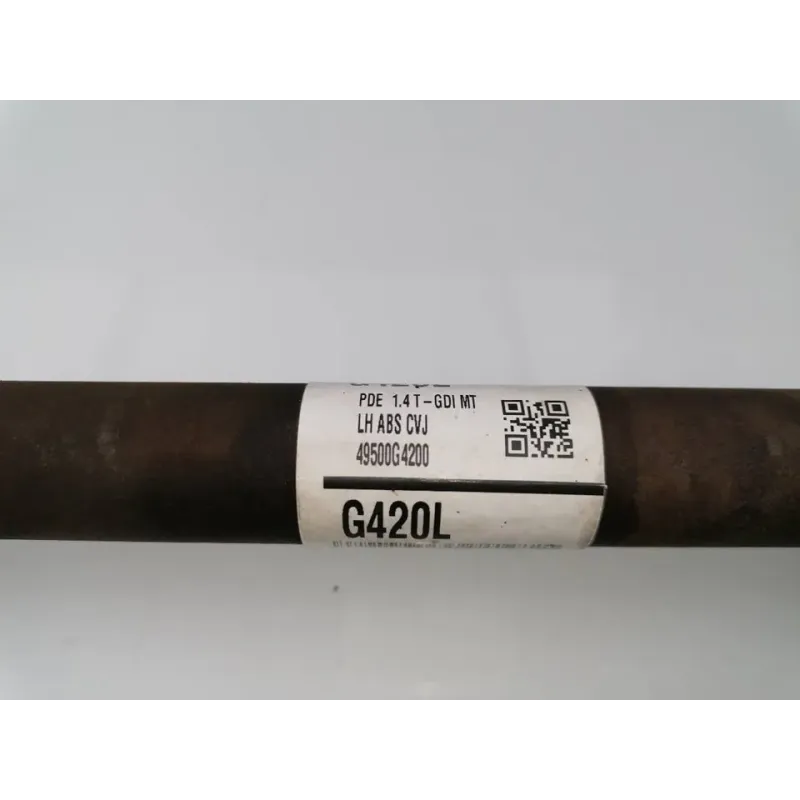 PDE 1.4 T-GDI MT
LH ABS CVJ
49500G4200
G420L